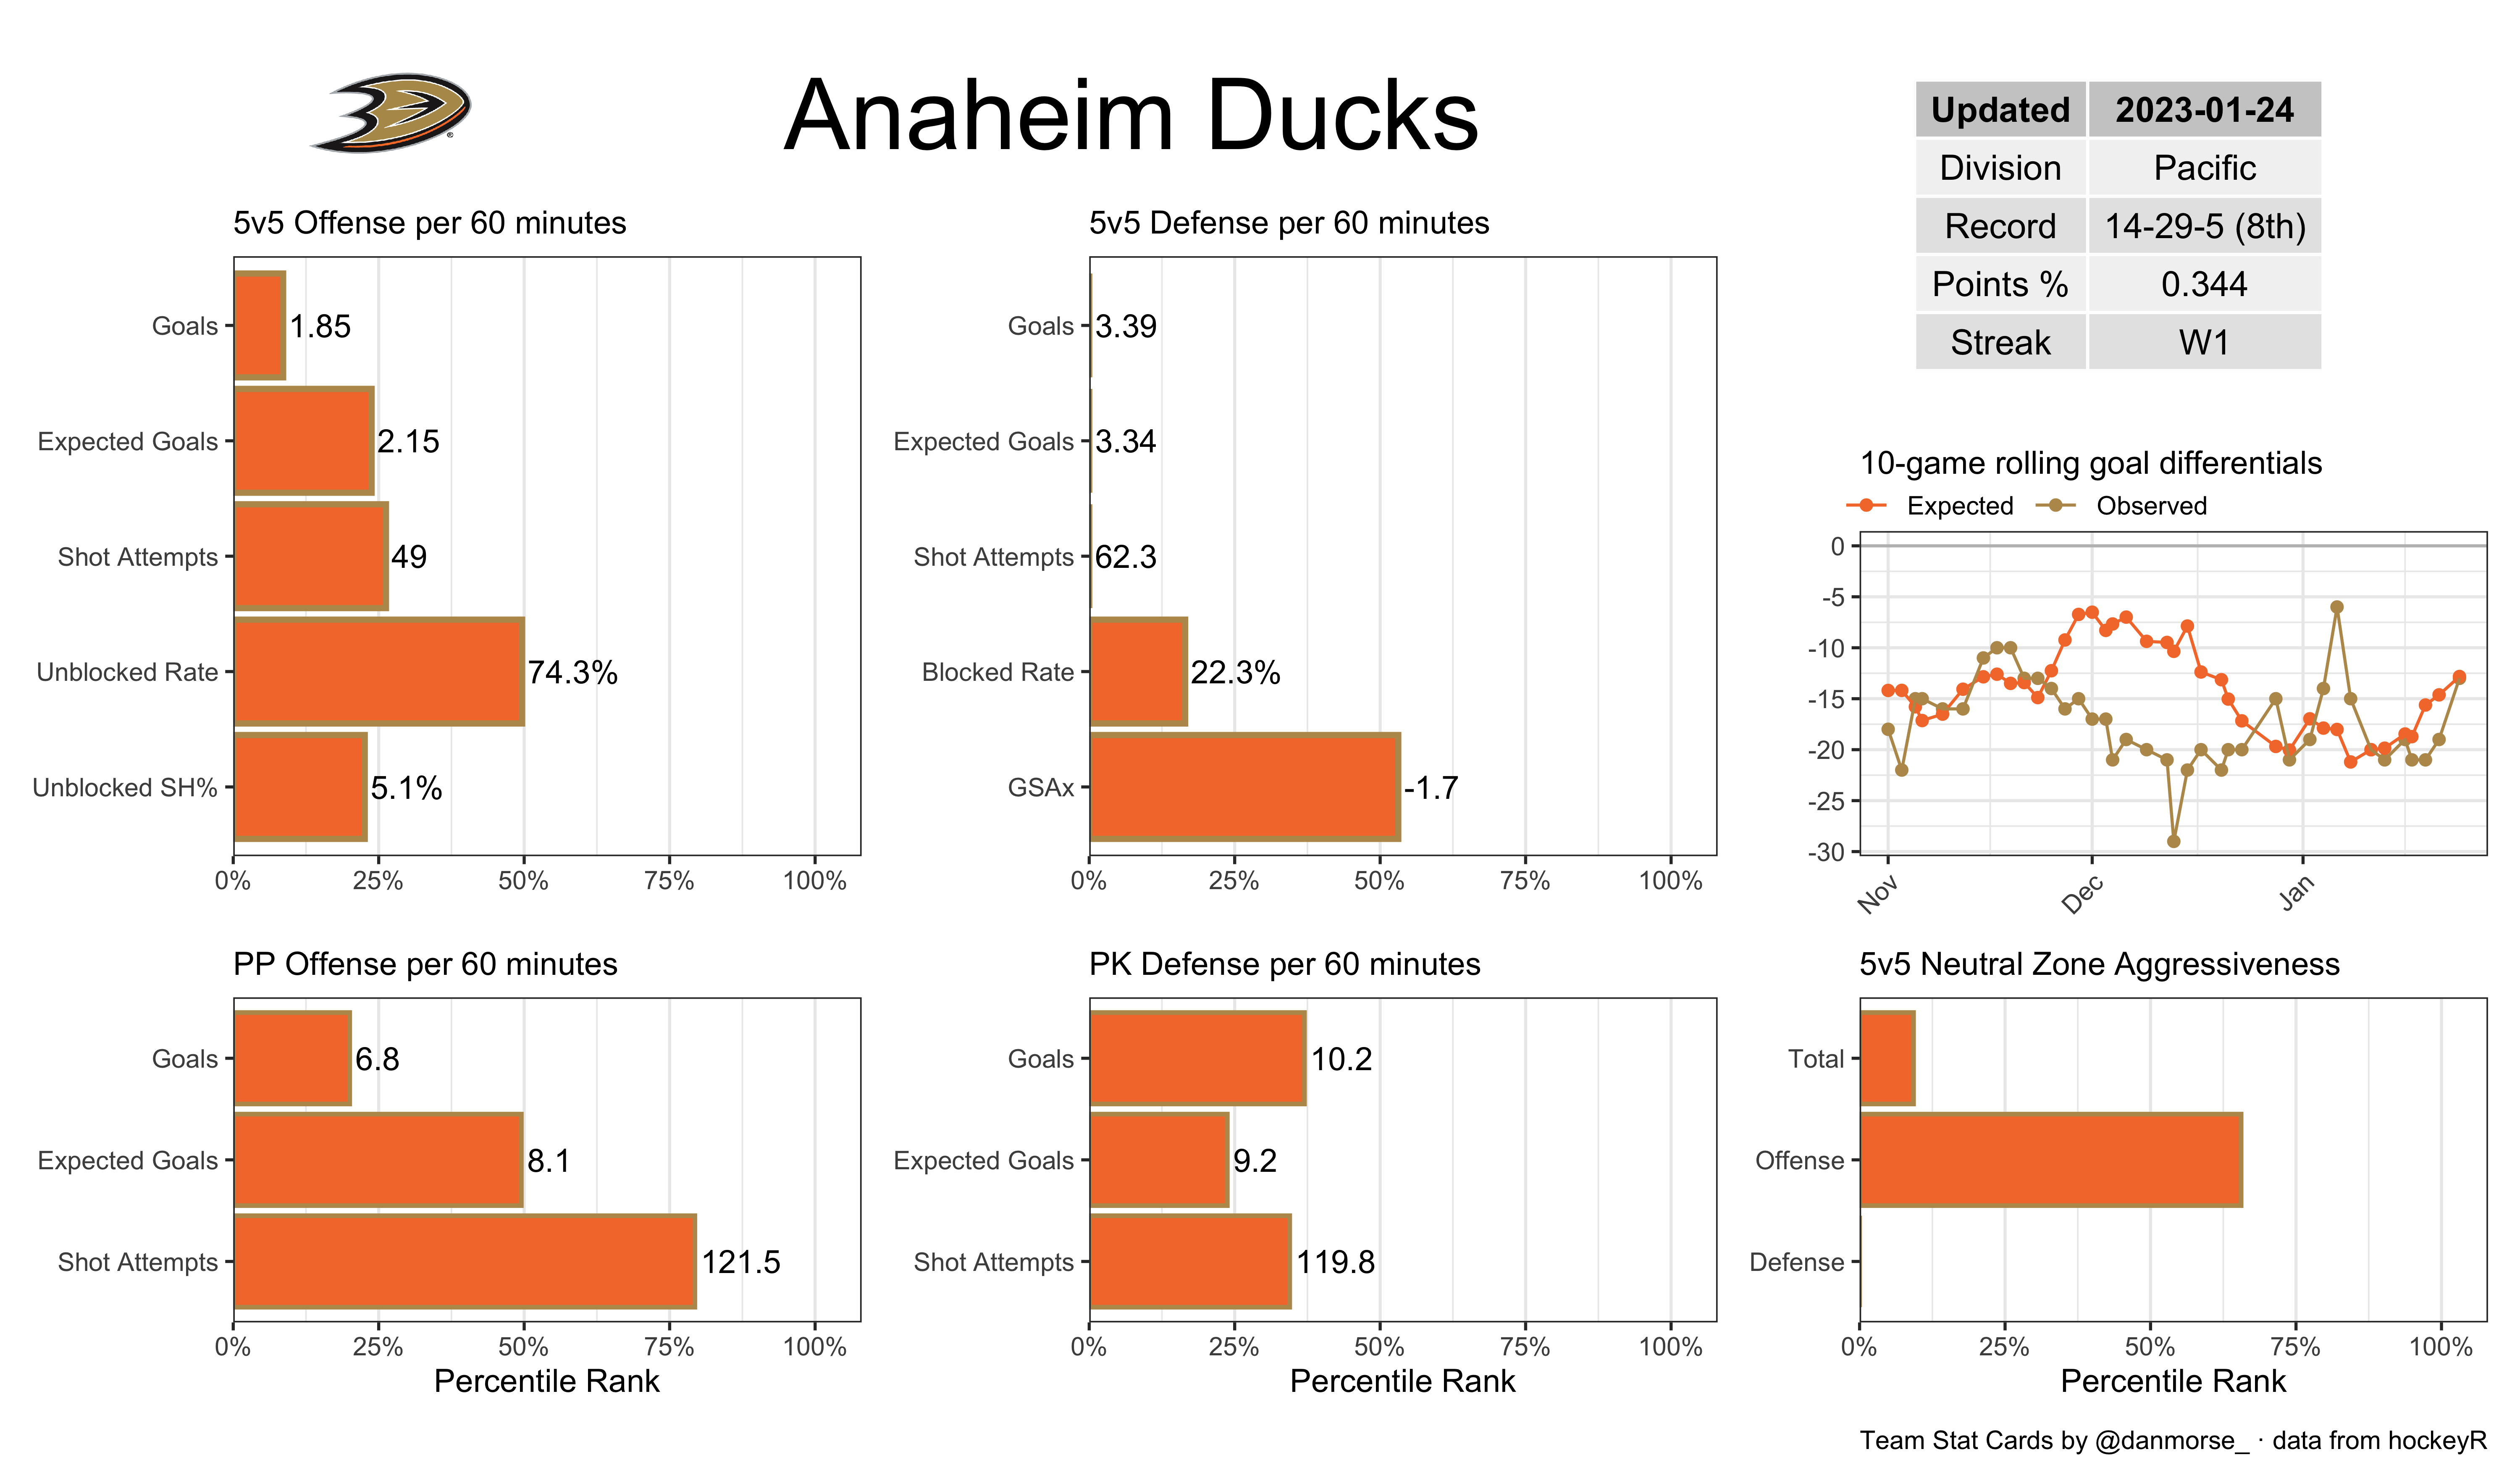 Anaheim Ducks
Updated 2023-01-24
Division Pacific
Record 14-29-5 (8th)
Points % 0.344
Streak W1
5v5 Offense per 60 minutes
Goals 1.85
Expected Goals 2.15
Shot Attempts 49
Unblocked Rate 74.3%
Unblocked SH% 5.1%
0% 25% 50% 75% 100%
5v5 Defense per 60 minutes
Goals 3.39
Expected Goals 3.34
Shot Attempts 62.3
Blocked Rate 22.3%
GSAx -1.7
0% 25% 50% 75% 100%
10-game rolling goal differentials
Expected Observed
0
-5
-10
-15
-20
-25
-30
Nov Dec Jan
PP Offense per 60 minutes
Goals 6.8
Expected Goals 8.1
Shot Attempts 121.5
0% 25% 50% 75% 100%
Percentile Rank
PK Defense per 60 minutes
Goals 10.2
Expected Goals 9.2
Shot Attempts 119.8
0% 25% 50% 75% 100%
Percentile Rank
5v5 Neutral Zone Aggressiveness
Total
Offense
Defense
0% 25% 50% 75% 100%
Percentile Rank
Team Stat Cards by @danmorse_ · data from hockeyR